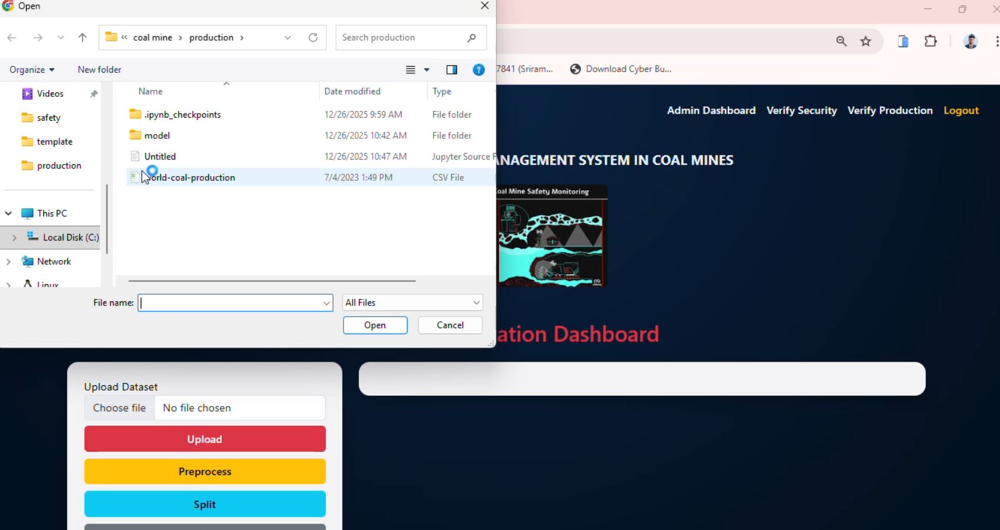 Open
« coal mine › production ›
Search production
Organize
New folder
Name
Date modified
Type
Videos
safety
template
production
This PC
Local Disk (C:)
Network
Linux
.ipynb_checkpoints 12/26/2025 9:59 AM File folder
model 12/26/2025 10:42 AM File folder
Untitled 12/26/2025 10:47 AM Jupyter Source F
world-coal-production 7/4/2023 1:49 PM CSV File
File name:
All Files
Open
Cancel
7841 (Sriram...
Download Cyber Bu...
Admin Dashboard Verify Security Verify Production Logout
NAGEMENT SYSTEM IN COAL MINES
oal Mine Safety Monitoring
ation Dashboard
Upload Dataset
Choose file No file chosen
Upload
Preprocess
Split